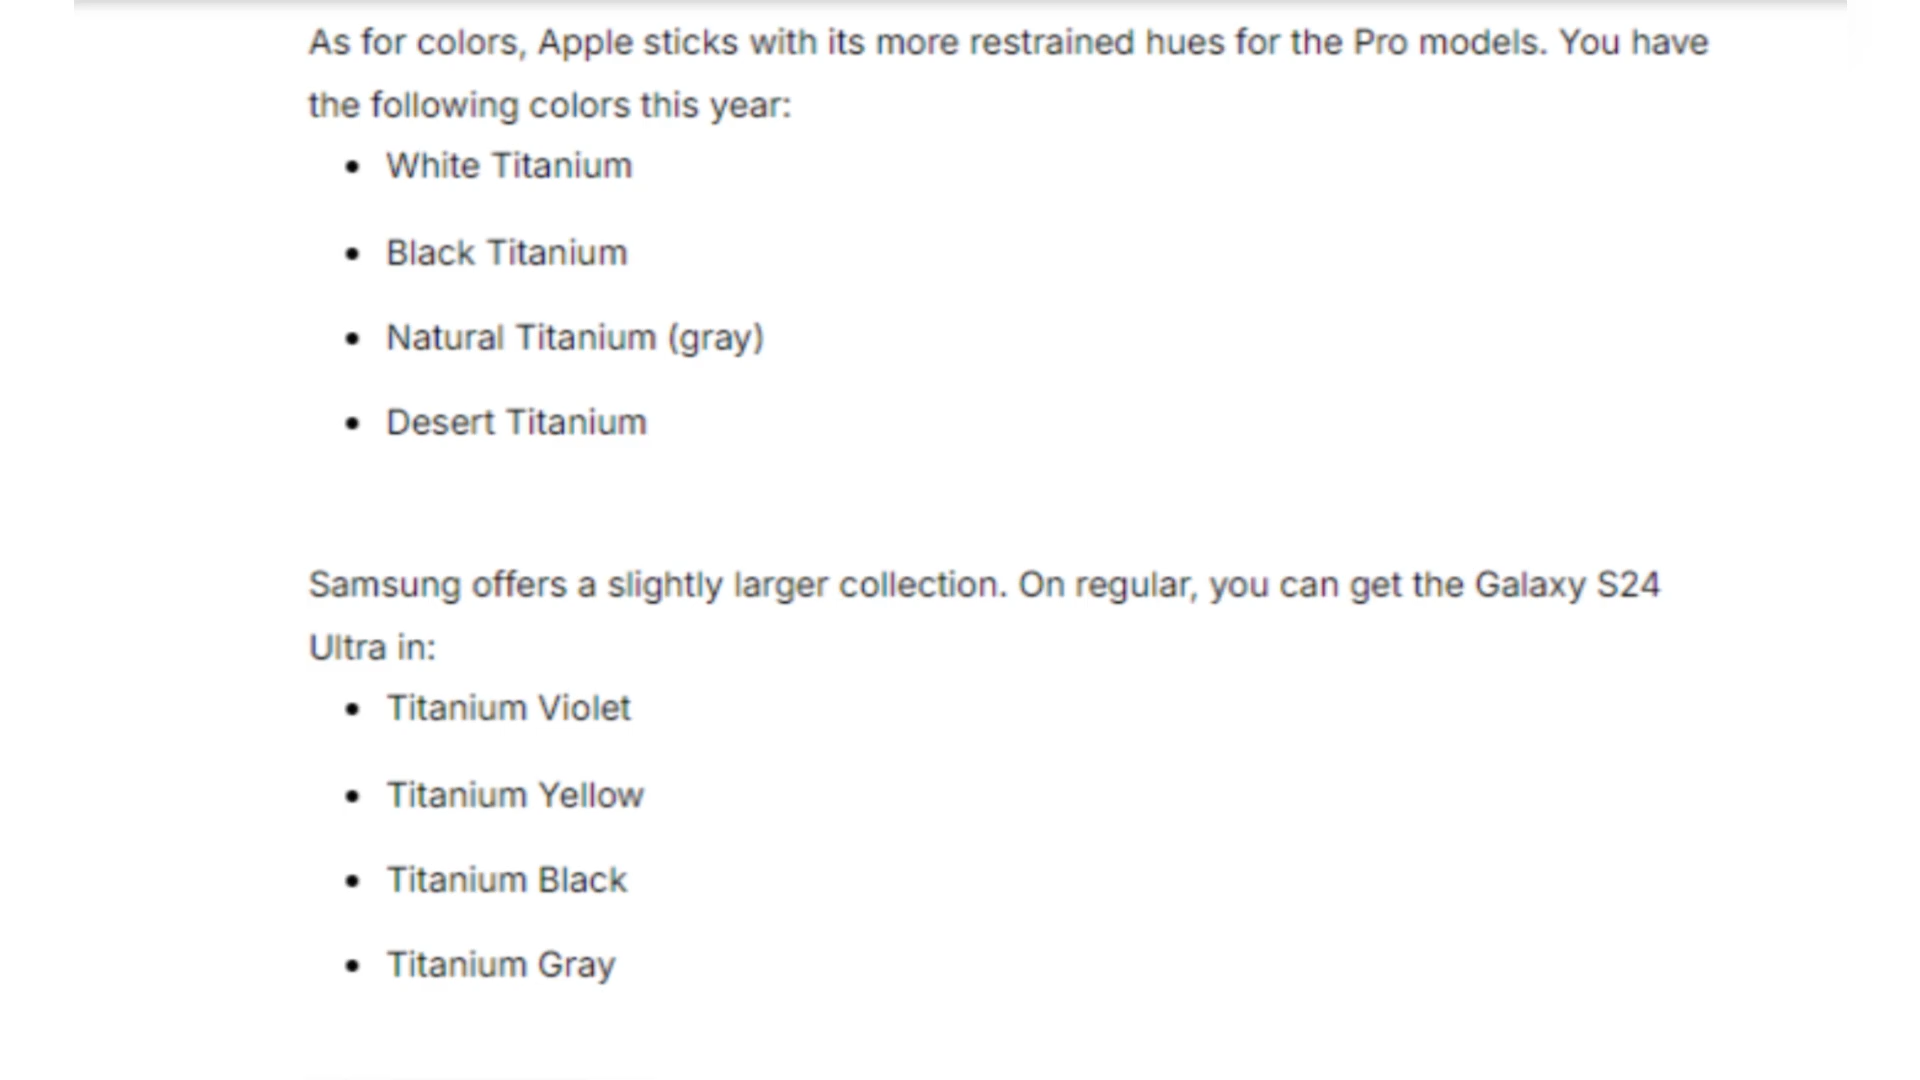 As for colors, Apple sticks with its more restrained hues for the Pro models. You have
the following colors this year:
• White Titanium
• Black Titanium
• Natural Titanium (gray)
• Desert Titanium
Samsung offers a slightly larger collection. On regular, you can get the Galaxy S24
Ultra in:
• Titanium Violet
• Titanium Yellow
• Titanium Black
• Titanium Gray